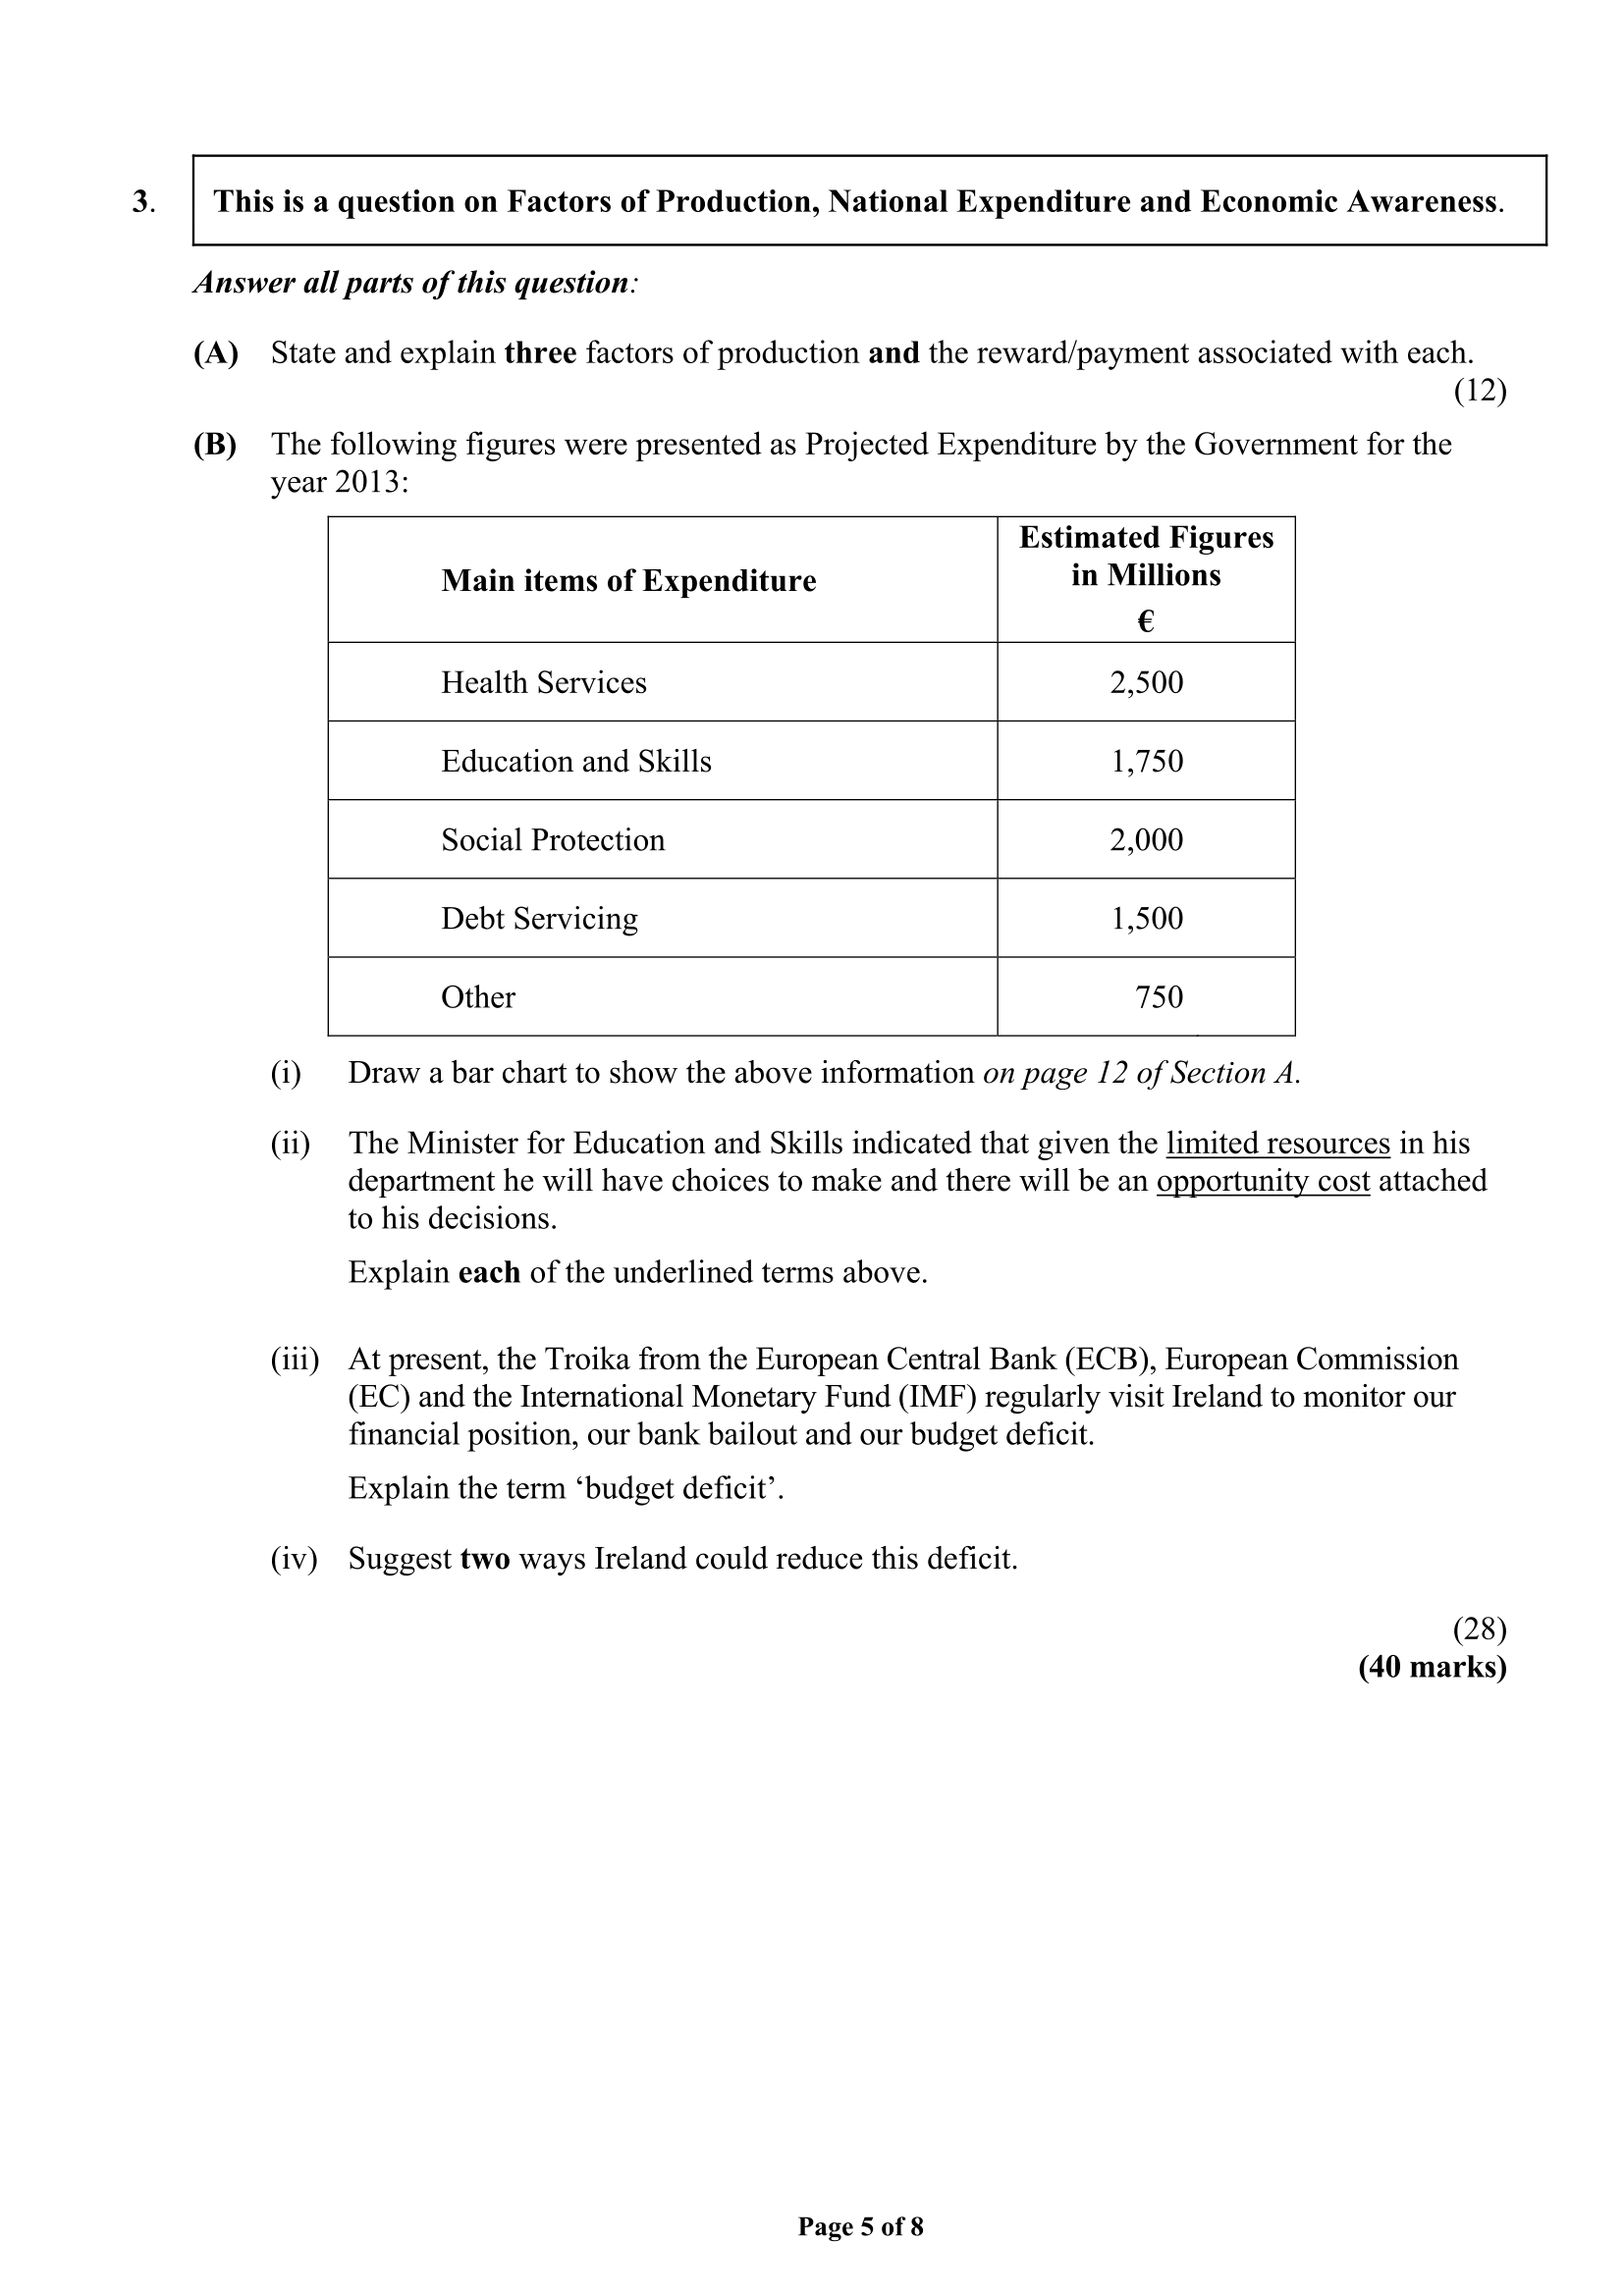 3. This is a question on Factors of Production, National Expenditure and Economic Awareness.
Answer all parts of this question:
(A) State and explain three factors of production and the reward/payment associated with each.
(12)
(B) The following figures were presented as Projected Expenditure by the Government for the
year 2013:
Main items of Expenditure Estimated Figures
in Millions
€
Health Services 2,500
Education and Skills 1,750
Social Protection 2,000
Debt Servicing 1,500
Other 750
(i) Draw a bar chart to show the above information on page 12 of Section A.
(ii) The Minister for Education and Skills indicated that given the limited resources in his
department he will have choices to make and there will be an opportunity cost attached
to his decisions.
Explain each of the underlined terms above.
(iii) At present, the Troika from the European Central Bank (ECB), European Commission
(EC) and the International Monetary Fund (IMF) regularly visit Ireland to monitor our
financial position, our bank bailout and our budget deficit.
Explain the term ‘budget deficit’.
(iv) Suggest two ways Ireland could reduce this deficit.
(28)
(40 marks)
Page 5 of 8